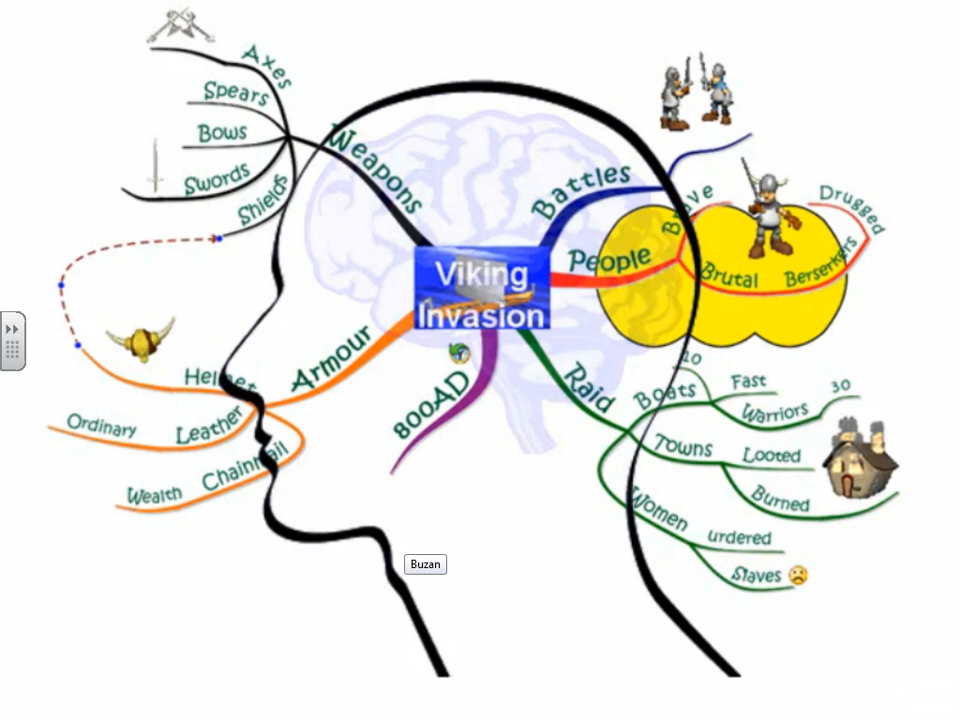 Axes
Spears
Bows
Swords
Shields
Weapons
Battles
Brave
Drugged
People
Brutal Berserkers
Viking
Invasion
Armour
Helmet
Ordinary Leather
Wealth Chainmail
800AD
Raid
10
Boats
Fast
Warriors
30
Towns
Looted
Burned
Women
urdered
Slaves
Buzan